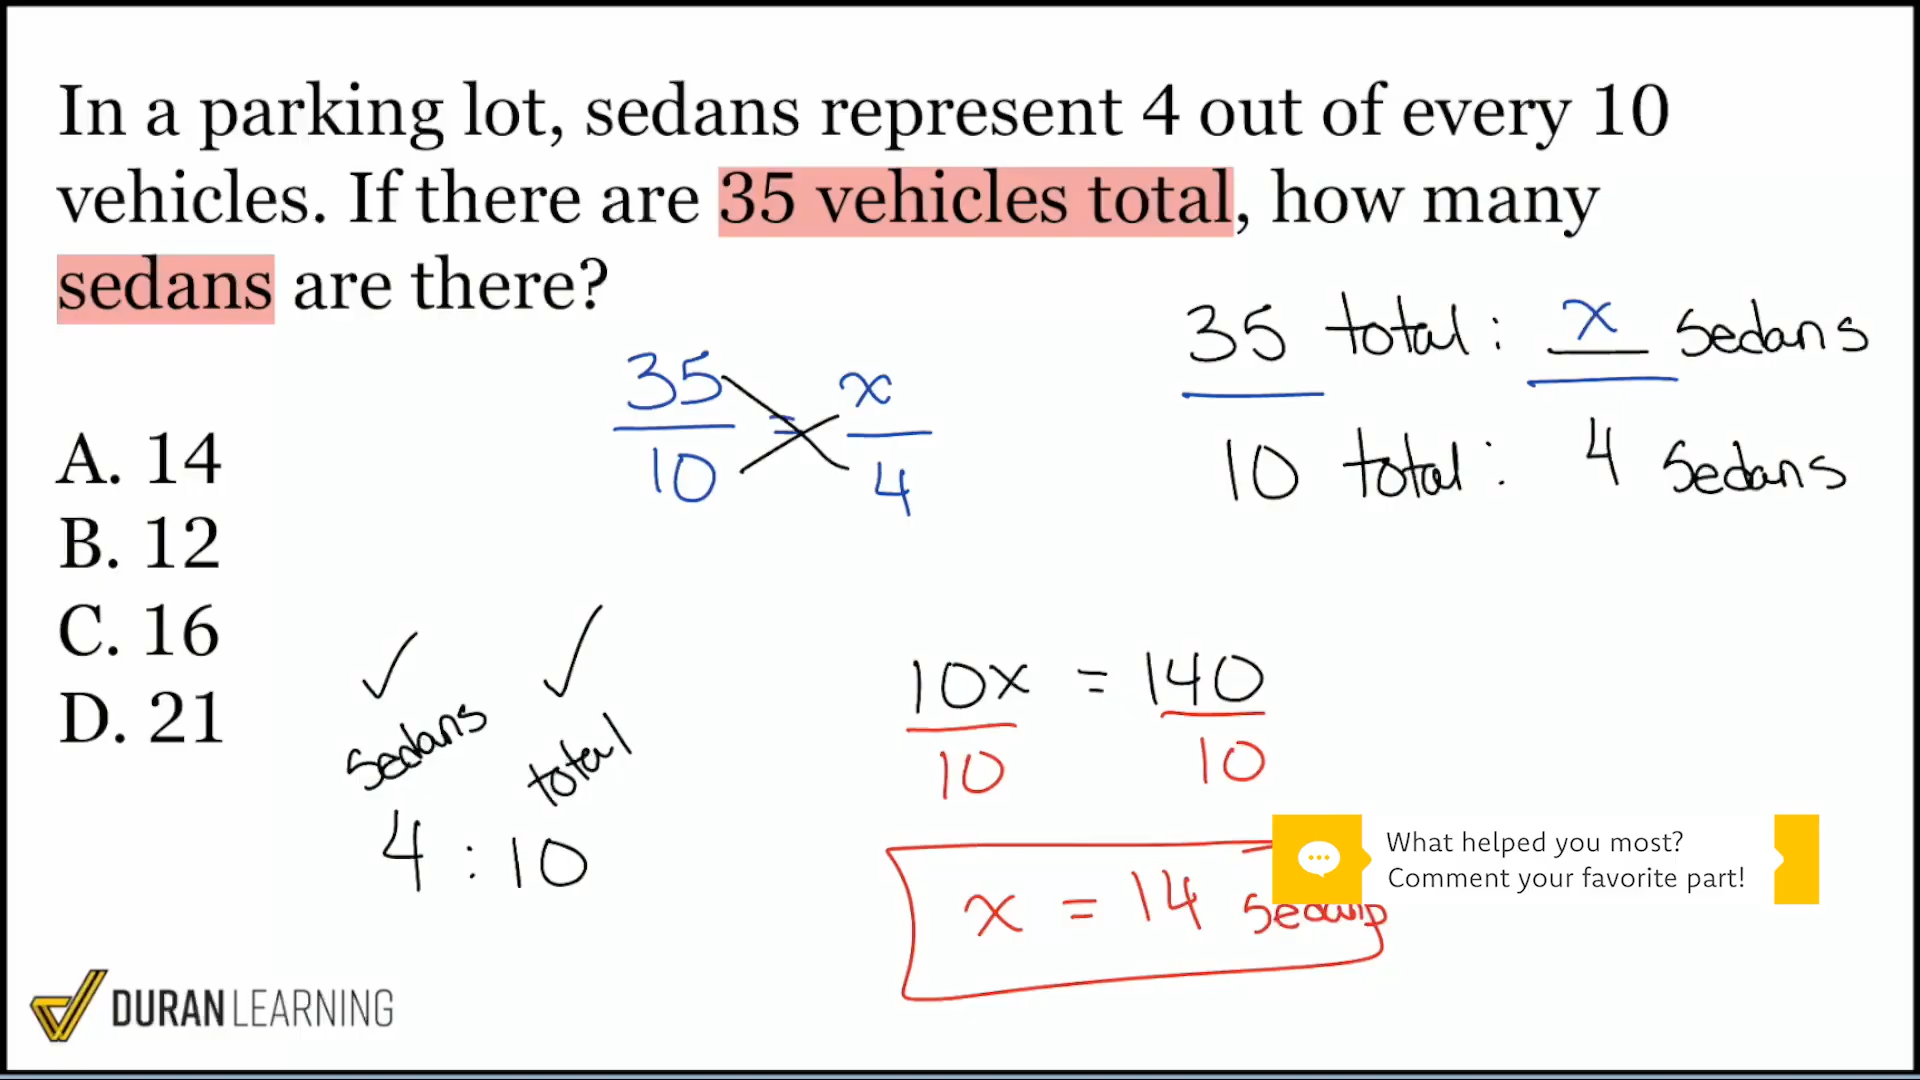 In a parking lot, sedans represent 4 out of every 10
vehicles. If there are 35 vehicles total, how many
sedans are there?
35 total: x sedans
10 total: 4 sedans
35 = x
10 4
A. 14
B. 12
C. 16
D. 21
sedans total
4 : 10
10x = 140
10 10
x = 14
What helped you most?
Comment your favorite part!
DURAN LEARNING